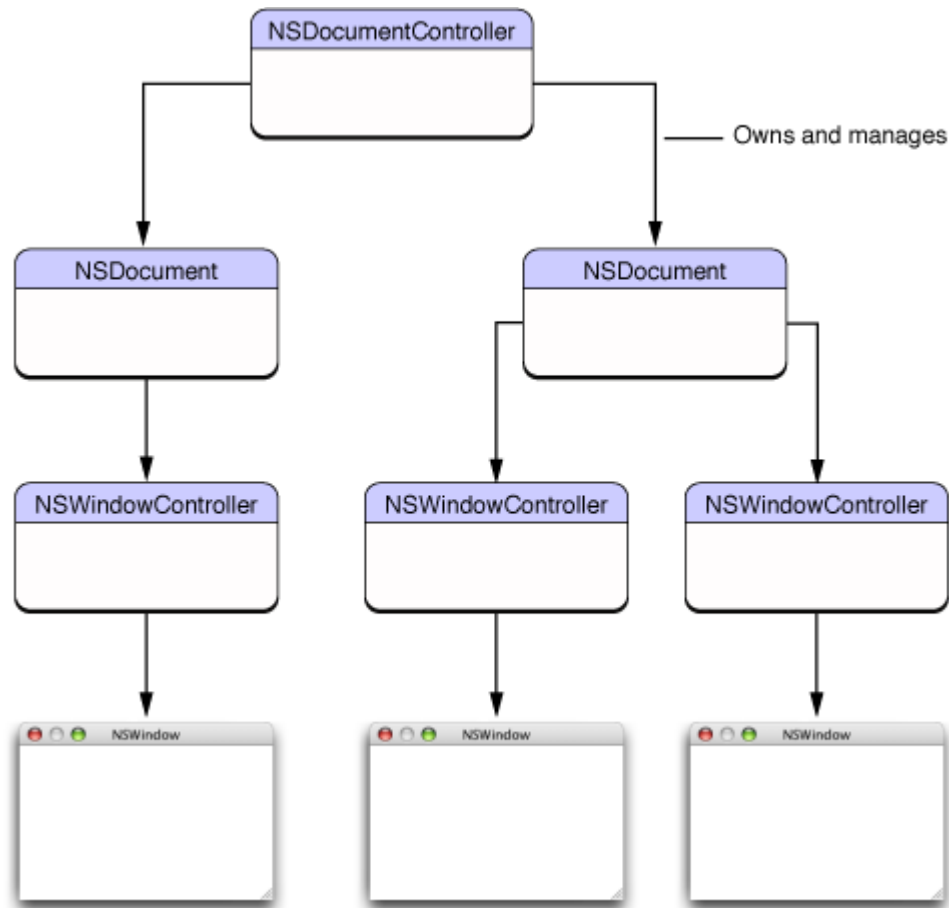 NSDocumentController
Owns and manages
NSDocument
NSDocument
NSWindowController
NSWindowController
NSWindowController
NSWindow
NSWindow
NSWindow